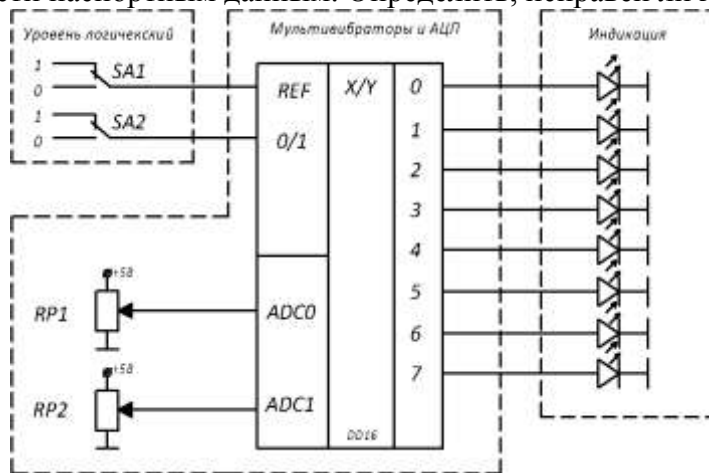 Уровень логичекский
Мультивибраторы и АЦП
Индикация
1
0
SA1
1
0
SA2
REF
0/1
X/Y
0
1
2
3
4
5
6
7
+5В
RP1
ADC0
+5В
RP2
ADC1
DD16